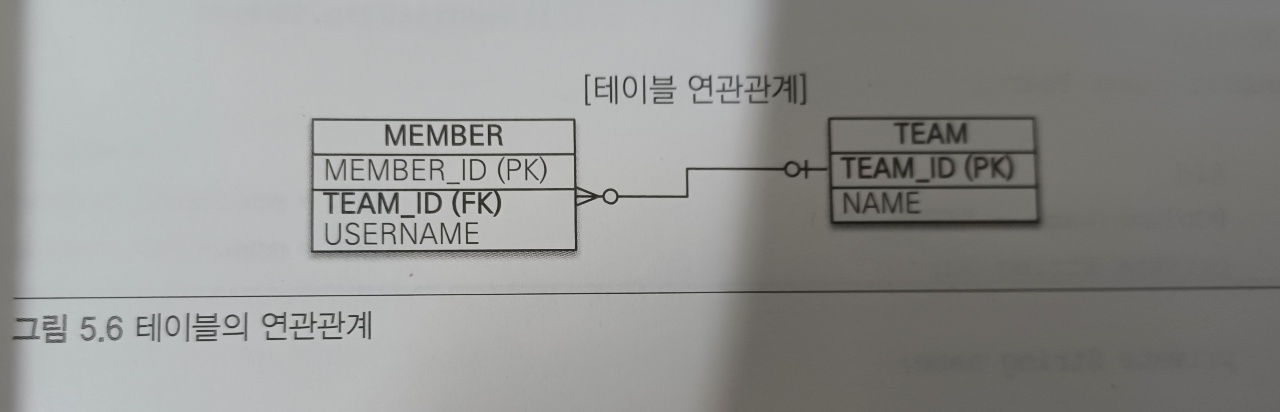 [테이블 연관관계]
MEMBER
MEMBER_ID (PK)
TEAM_ID (FK)
USERNAME
TEAM
TEAM_ID (PK)
NAME
그림 5.6 테이블의 연관관계